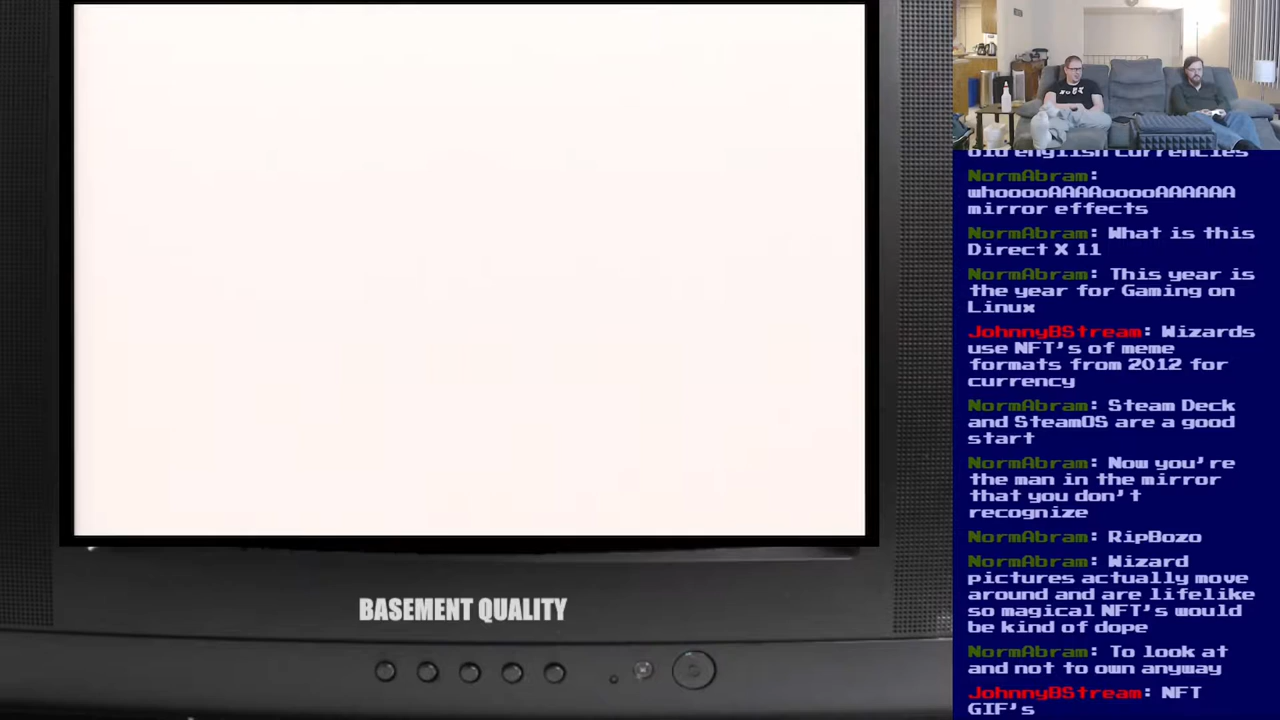 old english currencies
NormAbram:
whooooAAAAooooAAAAAA
mirror effects
NormAbram: What is this
Direct X 11
NormAbram: This year is
the year for Gaming on
Linux
JohnnyBStream: Wizards
use NFT's of meme
formats from 2012 for
currency
NormAbram: Steam Deck
and SteamOS are a good
start
NormAbram: Now you're
the man in the mirror
that you don't
recognize
NormAbram: RipBozo
NormAbram: Wizard
pictures actually move
around and are lifelike
so magical NFT's would
be kind of dope
NormAbram: To look at
and not to own anyway
JohnnyBStream: NFT
GIF's
BASEMENT QUALITY